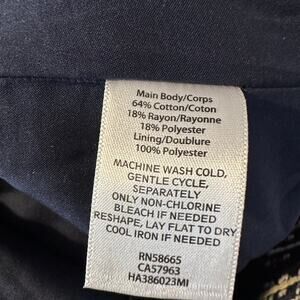 Main Body/Corps
64% Cotton/Coton
18% Rayon/Rayonne
18% Polyester
Lining/Doublure
100% Polyester
MACHINE WASH COLD,
GENTLE CYCLE,
SEPARATELY
ONLY NON-CHLORINE
BLEACH IF NEEDED
RESHAPE, LAY FLAT TO DRY
COOL IRON IF NEEDED
RN58665
CA57963
HA386023MI